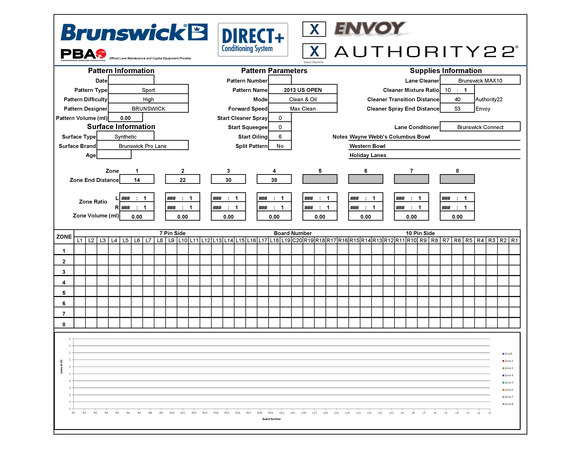 Brunswick DIRECT+ X ENVOY
PBA Official Lane Maintenance and Capital Equipment Provider Conditioning System X AUTHORITY22
Pattern Information Pattern Parameters Supplies Information
Date Pattern Number Lane Cleaner Brunswick MAX10
Pattern Type Sport Pattern Name 2013 US OPEN Cleaner Mixture Ratio 10 : 1
Pattern Difficulty High Mode Clean & Oil Cleaner Transition Distance 40 Authority22
Pattern Designer BRUNSWICK Forward Speed Max Clean Cleaner Spray End Distance 53 Envoy
Pattern Volume (ml) 0.00 Start Cleaner Spray 0
Surface Information Start Squeegee 0 Lane Conditioner Brunswick Connect
Surface Type Synthetic Start Oiling 6 Notes Wayne Webb's Columbus Bowl
Surface Brand Brunswick Pro Lane Split Pattern No Western Bowl
Age Holiday Lanes
Zone 1 2 3 4 5 6 7 8
Zone End Distance 14 22 30 38
Zone Ratio L ### : 1 ### : 1 ### : 1 ### : 1 ### : 1 ### : 1 ### : 1 ### : 1
R ### : 1 ### : 1 ### : 1 ### : 1 ### : 1 ### : 1 ### : 1 ### : 1
Zone Volume (ml) 0.00 0.00 0.00 0.00 0.00 0.00 0.00 0.00
ZONE 7 Pin Side Board Number 10 Pin Side
L1 L2 L3 L4 L5 L6 L7 L8 L9 L10 L11 L12 L13 L14 L15 L16 L17 L18 L19 C20 R19 R18 R17 R16 R15 R14 R13 R12 R11 R10 R9 R8 R7 R6 R5 R4 R3 R2 R1
1
2
3
4
5
6
7
8
Board Number